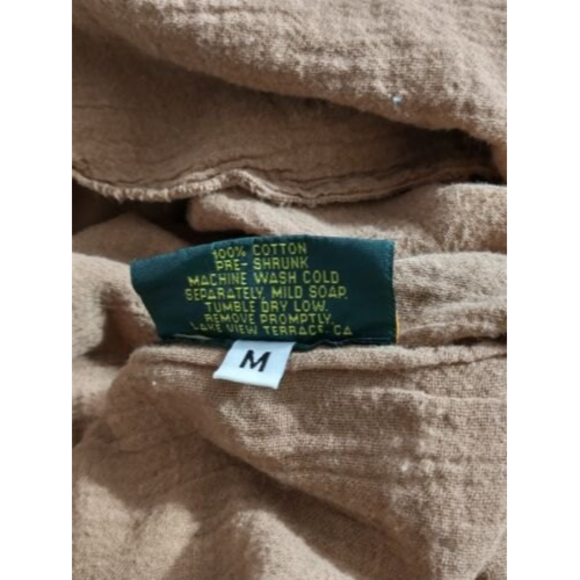 100% COTTON
PRE- SHRUNK
MACHINE WASH COLD
SEPARATELY, MILD SOAP.
TUMBLE DRY LOW.
REMOVE PROMPTLY.
LAKE VIEW TERRACE, CA
M